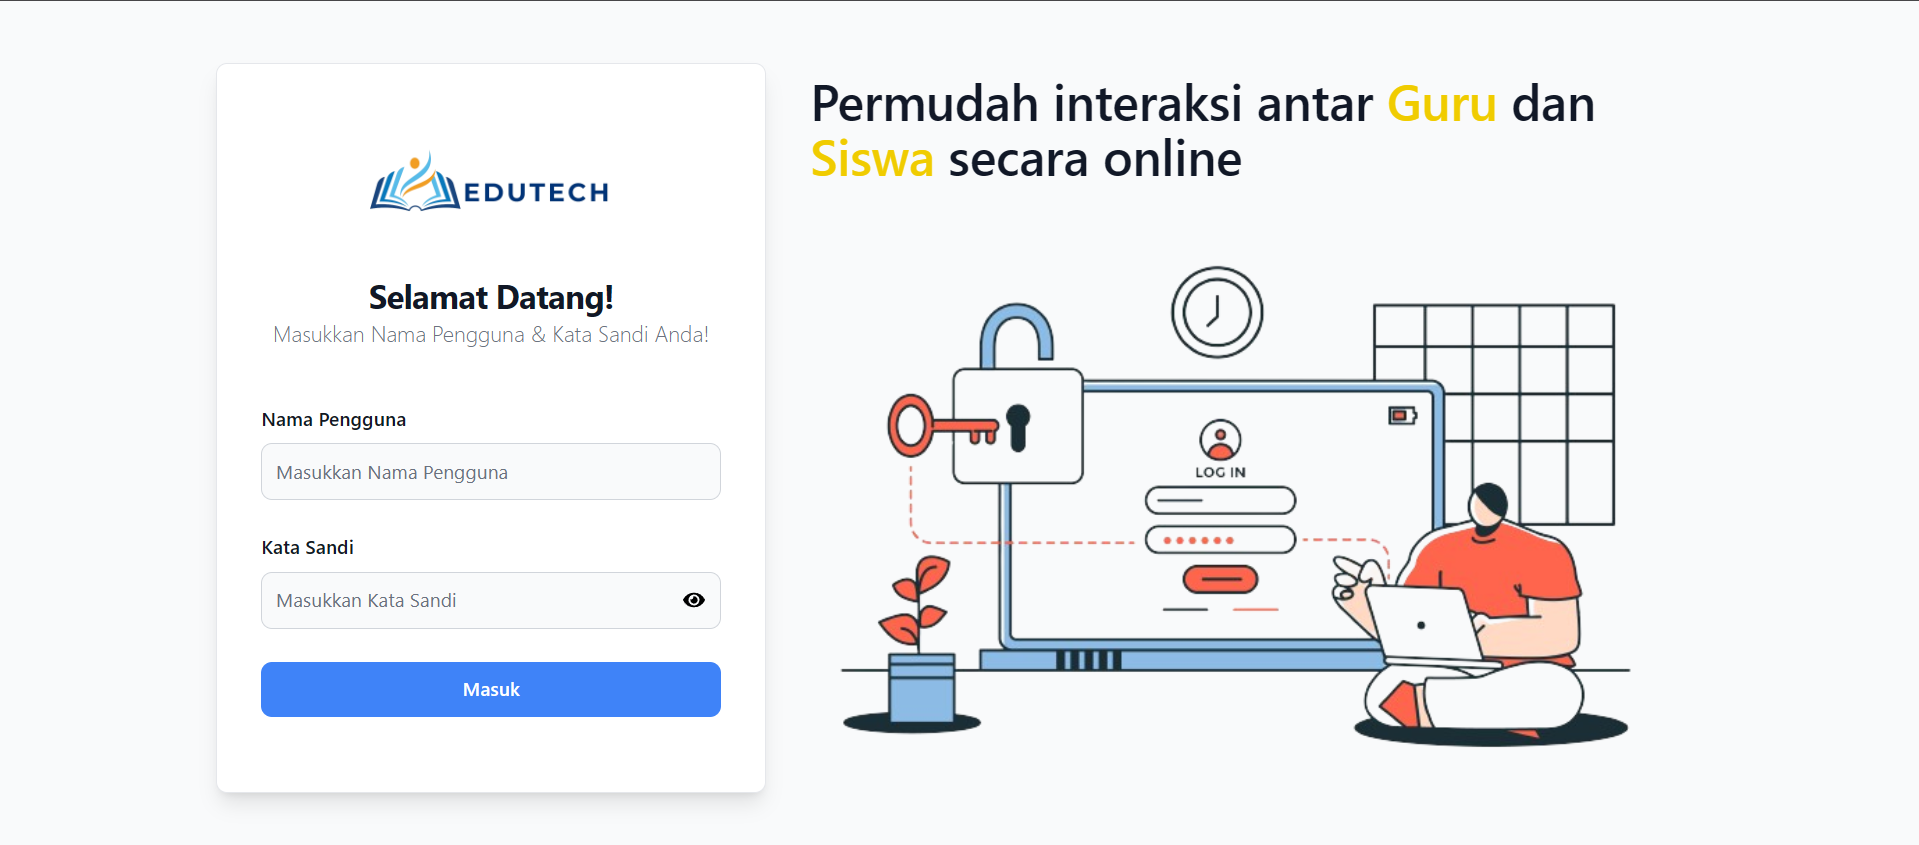 EDUTECH
Selamat Datang!
Masukkan Nama Pengguna & Kata Sandi Anda!
Nama Pengguna
Masukkan Nama Pengguna
Kata Sandi
Masukkan Kata Sandi
Masuk
Permudah interaksi antar Guru dan
Siswa secara online
LOG IN